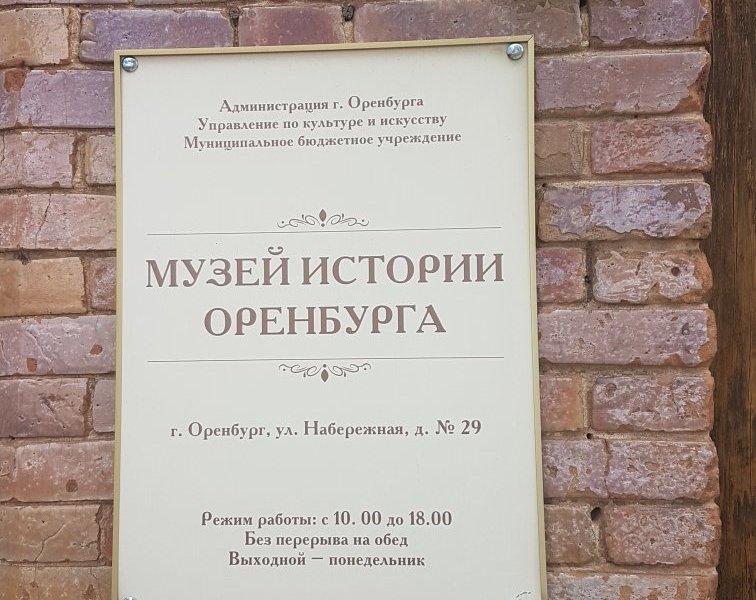 Администрация г. Оренбурга
Управление по культуре и искусству
Муниципальное бюджетное учреждение
МУЗЕЙ ИСТОРИИ
ОРЕНБУРГА
г. Оренбург, ул. Набережная, д. № 29
Режим работы: с 10. 00 до 18.00
Без перерыва на обед
Выходной — понедельник